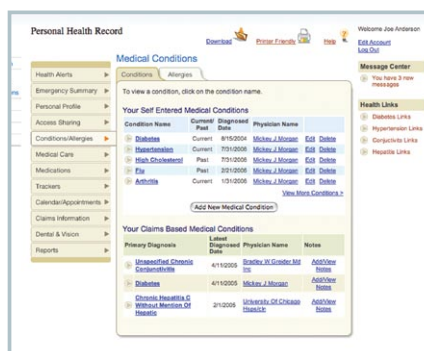 Personal Health Record
Download
Printer Friendly
Help
Welcome Joe Anderson
Edit Account
Log Out
Medical Conditions
Message Center
You have 3 new
messages
Health Links
Diabetes Links
Hypertension Links
Conjuctivitis Links
Hepatitis Links
Health Alerts
Emergency Summary
Personal Profile
Access Sharing
Conditions/Allergies
Medical Care
Medications
Trackers
Calendar/Appointments
Claims Information
Dental & Vision
Reports
Conditions Allergies
To view a condition, click on the condition name.
Your Self Entered Medical Conditions
Condition Name Current/ Past Diagnosed Date Physician Name
Diabetes Current 8/15/2004 Mickey J Morgan Edit Delete
Hypertension Current 7/31/2006 Mickey J Morgan Edit Delete
High Cholesterol Past 7/31/2006 Mickey J Morgan Edit Delete
Flu Past 2/21/2006 Mickey J Morgan Edit Delete
Arthritis Current 1/31/2006 Mickey J Morgan Edit Delete
View More Conditions >
Add New Medical Condition
Your Claims Based Medical Conditions
Primary Diagnosis Latest Diagnosed Date Physician Name Notes
Unspecified Chronic Conjunctivitis 4/11/2005 Bradley W Greider Md Inc Add/View Notes
Diabetes 4/11/2005 Mickey J Morgan Add/View Notes
Chronic Hepatitis C Without Mention Of Hepatic 2/1/2005 University Of Chicago Add/View Notes